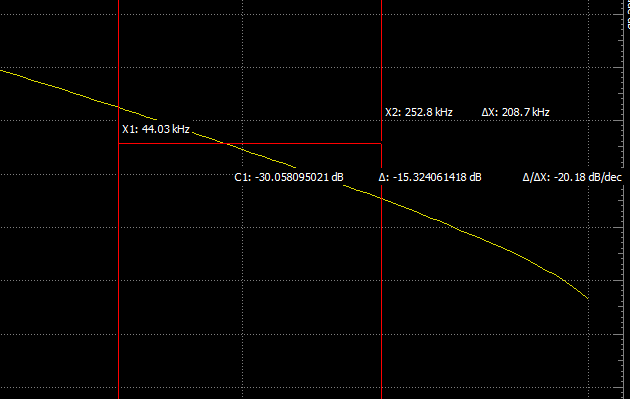 X2: 252.8 kHz ΔX: 208.7 kHz
X1: 44.03 kHz
C1: -30.058095021 dB Δ: -15.324061418 dB Δ/ΔX: -20.18 dB/dec